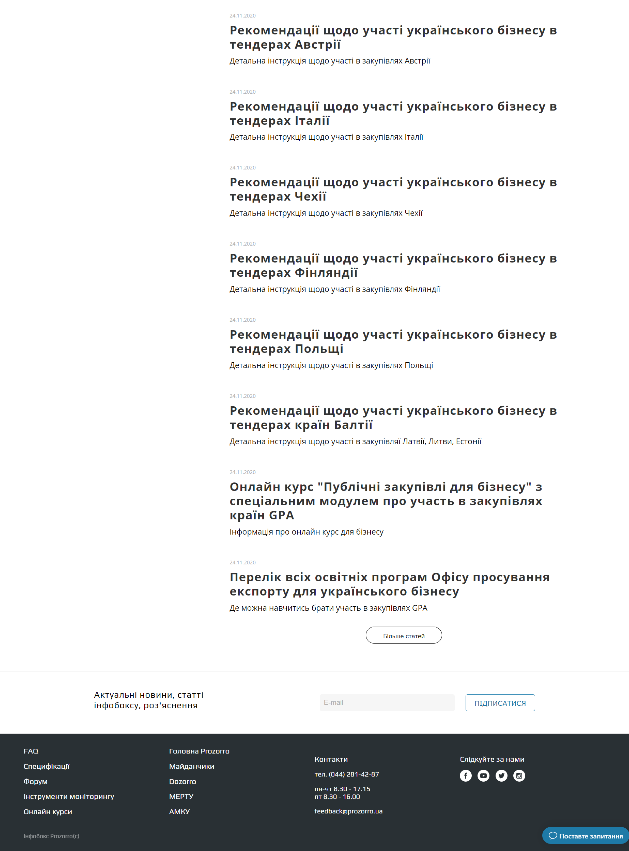 24.11.2020
Рекомендації щодо участі українського бізнесу в
тендерах Австрії
Детальна інструкція щодо участі в закупівлях Австрії
24.11.2020
Рекомендації щодо участі українського бізнесу в
тендерах Італії
Детальна інструкція щодо участі в закупівлях Італії
24.11.2020
Рекомендації щодо участі українського бізнесу в
тендерах Чехії
Детальна інструкція щодо участі в закупівлях Чехії
24.11.2020
Рекомендації щодо участі українського бізнесу в
тендерах Фінляндії
Детальна інструкція щодо участі в закупівлях Фінляндії
24.11.2020
Рекомендації щодо участі українського бізнесу в
тендерах Польщі
Детальна інструкція щодо участі в закупівлях Польщі
24.11.2020
Рекомендації щодо участі українського бізнесу в
тендерах країн Балтії
Детальна інструкція щодо участі в закупівляї Латвії, Литви, Естонії
24.11.2020
Онлайн курс "Публічні закупівлі для бізнесу" з
спеціальним модулем про участь в закупівлях
країн GPA
Інформація про онлайн курс для бізнесу
24.11.2020
Перелік всіх освітніх програм Офісу просування
експорту для українського бізнесу
Де можна навчитись брати участь в закупівлях GPA
Більше статей
Актуальні новини, статті
інфобоксу, роз'яснення
E-mail
ПІДПИСАТИСЯ
FAQ
Специфікації
Форум
Інструменти моніторингу
Онлайн курси
Головна Prozorro
Майданчики
Dozorro
МЕРТУ
АМКУ
Контакти
тел. (044) 281-42-87
пн-чт 8.30 - 17.15
пт 8.30 - 16.00
feedback@prozorro.ua
Слідкуйте за нами
Інфобокс Prozorro(c)
Поставте запитання